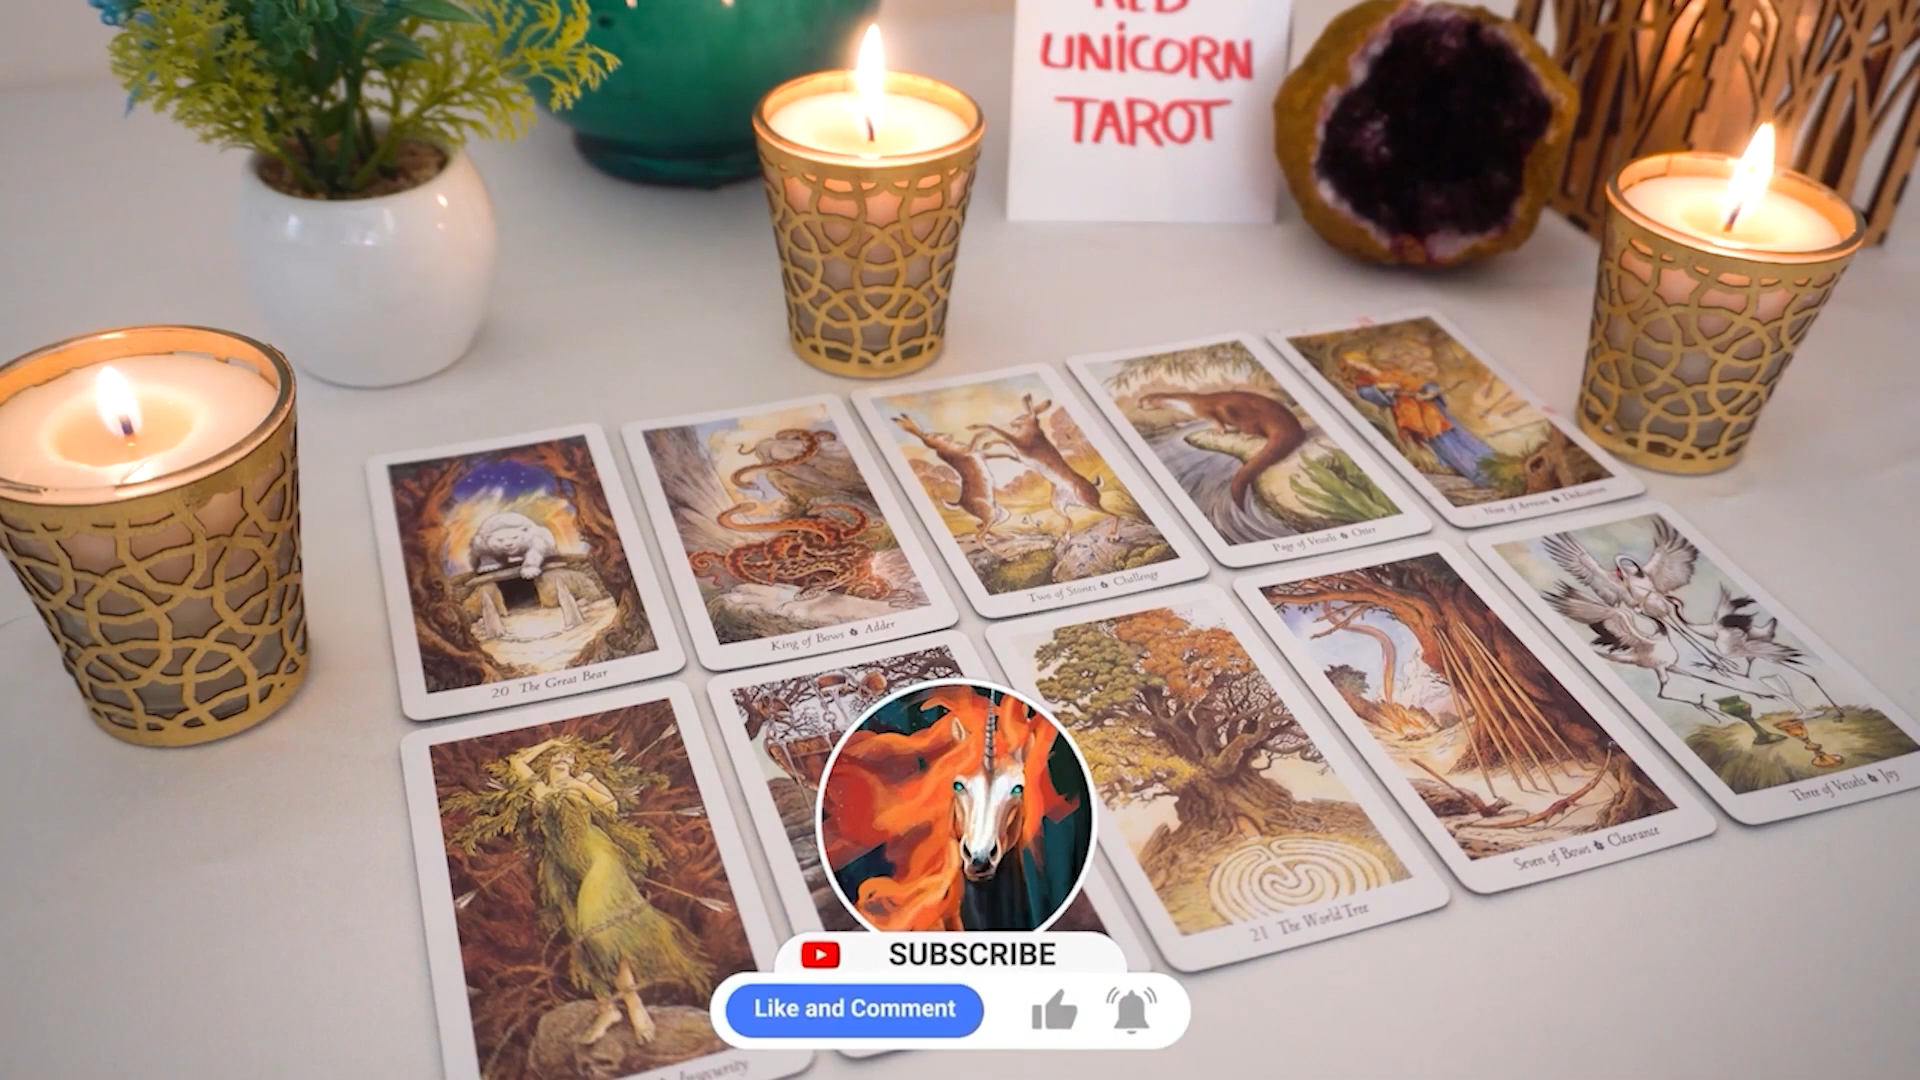 RED
UNICORN
TAROT
Nine of Arrows Dedication
Page of Vessels Otter
Two of Stones Challenge
King of Bows Adder
20 The Great Bear
Three of Vessels Joy
Seven of Bows Clearance
21 The World Tree
Insecurity
SUBSCRIBE
Like and Comment